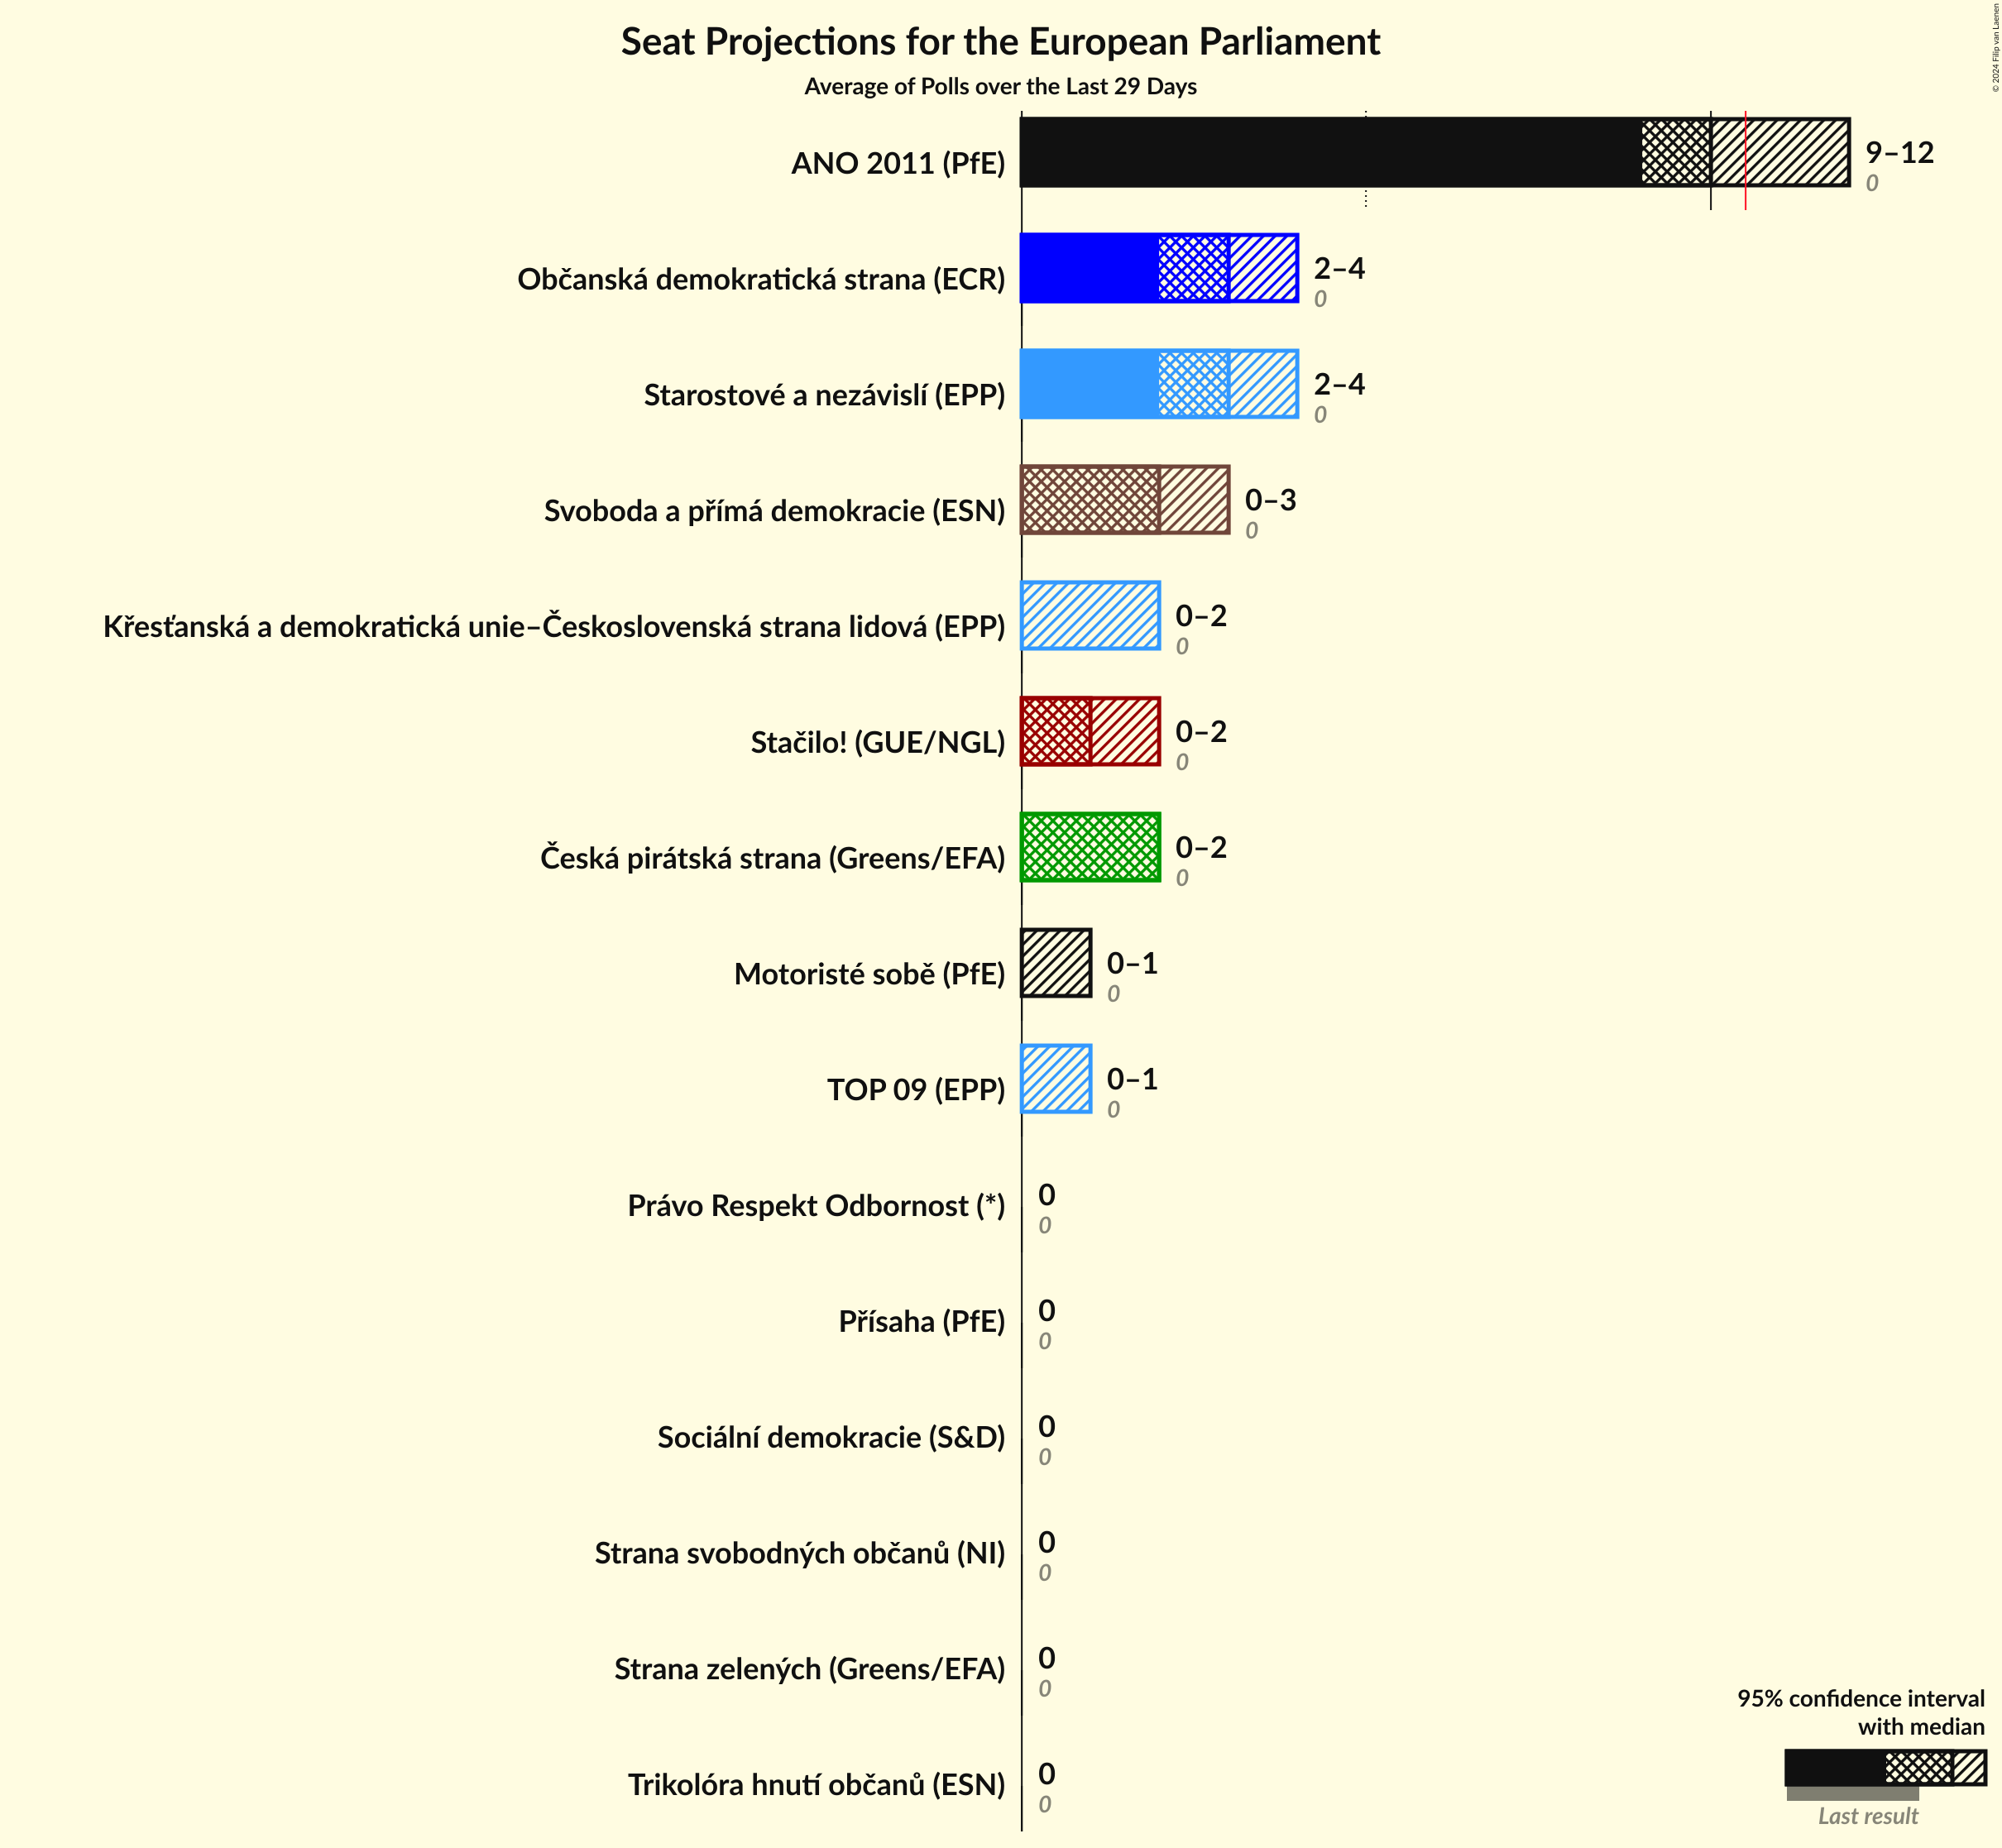 Seat Projections for the European Parliament
Average of Polls over the Last 29 Days
© 2024 Filip van Laenen
ANO 2011 (PfE)
9–12
0
Občanská demokratická strana (ECR)
2–4
0
Starostové a nezávislí (EPP)
2–4
0
Svoboda a přímá demokracie (ESN)
0–3
0
Křesťanská a demokratická unie–Československá strana lidová (EPP)
0–2
0
Stačilo! (GUE/NGL)
0–2
0
Česká pirátská strana (Greens/EFA)
0–2
0
Motoristé sobě (PfE)
0–1
0
TOP 09 (EPP)
0–1
0
Právo Respekt Odbornost (*)
0
0
Přísaha (PfE)
0
0
Sociální demokracie (S&D)
0
0
Strana svobodných občanů (NI)
0
0
Strana zelených (Greens/EFA)
0
0
Trikolóra hnutí občanů (ESN)
0
0
95% confidence interval
with median
Last result